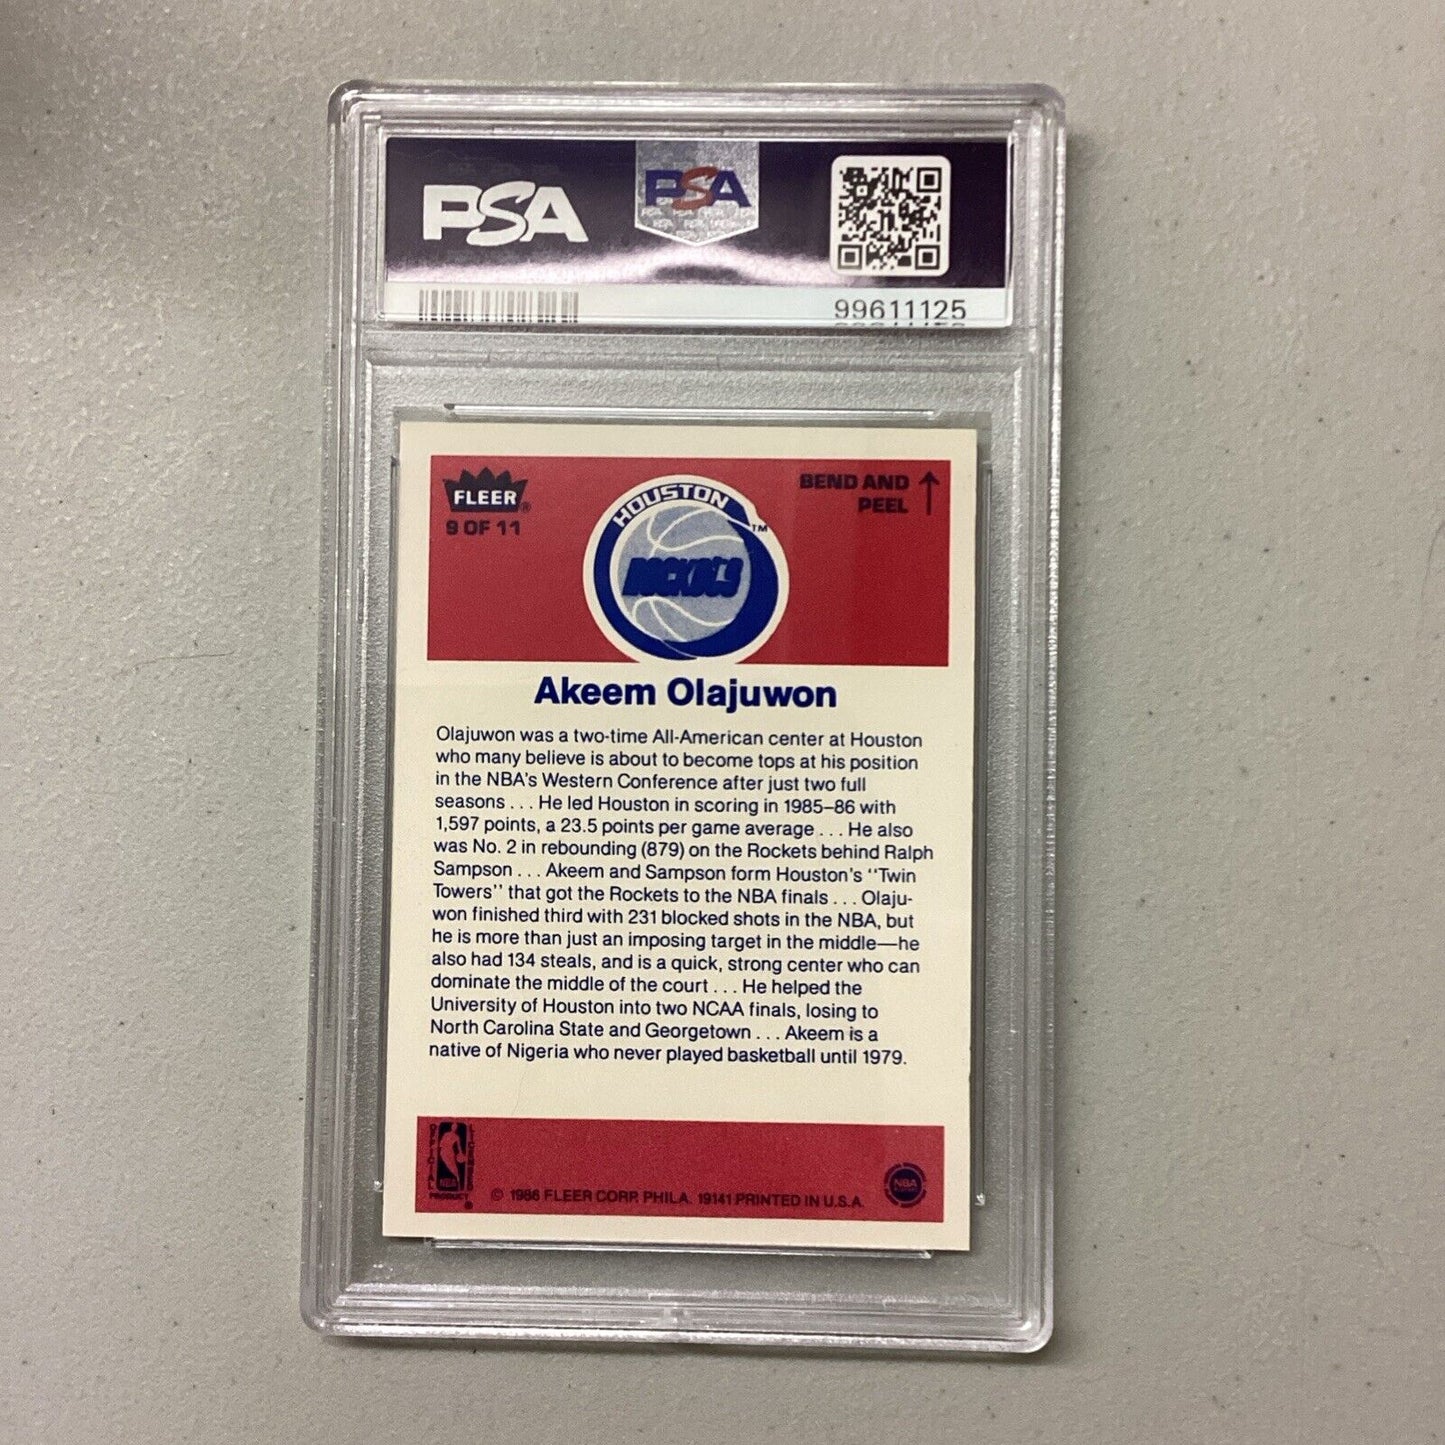 PSA
PSA
99611125
FLEER®
9 OF 11
HOUSTON
ROCKETS
TM
BEND AND
PEEL
Akeem Olajuwon
Olajuwon was a two-time All-American center at Houston
who many believe is about to become tops at his position
in the NBA's Western Conference after just two full
seasons . . . He led Houston in scoring in 1985–86 with
1,597 points, a 23.5 points per game average . . . He also
was No. 2 in rebounding (879) on the Rockets behind Ralph
Sampson . . . Akeem and Sampson form Houston's ''Twin
Towers'' that got the Rockets to the NBA finals . . . Olaju-
won finished third with 231 blocked shots in the NBA, but
he is more than just an imposing target in the middle—he
also had 134 steals, and is a quick, strong center who can
dominate the middle of the court . . . He helped the
University of Houston into two NCAA finals, losing to
North Carolina State and Georgetown . . . Akeem is a
native of Nigeria who never played basketball until 1979.
OFFICIAL
LICENSED
NBA
PRODUCT
®
© 1986 FLEER CORP. PHILA. 19141 PRINTED IN U.S.A.
NBA